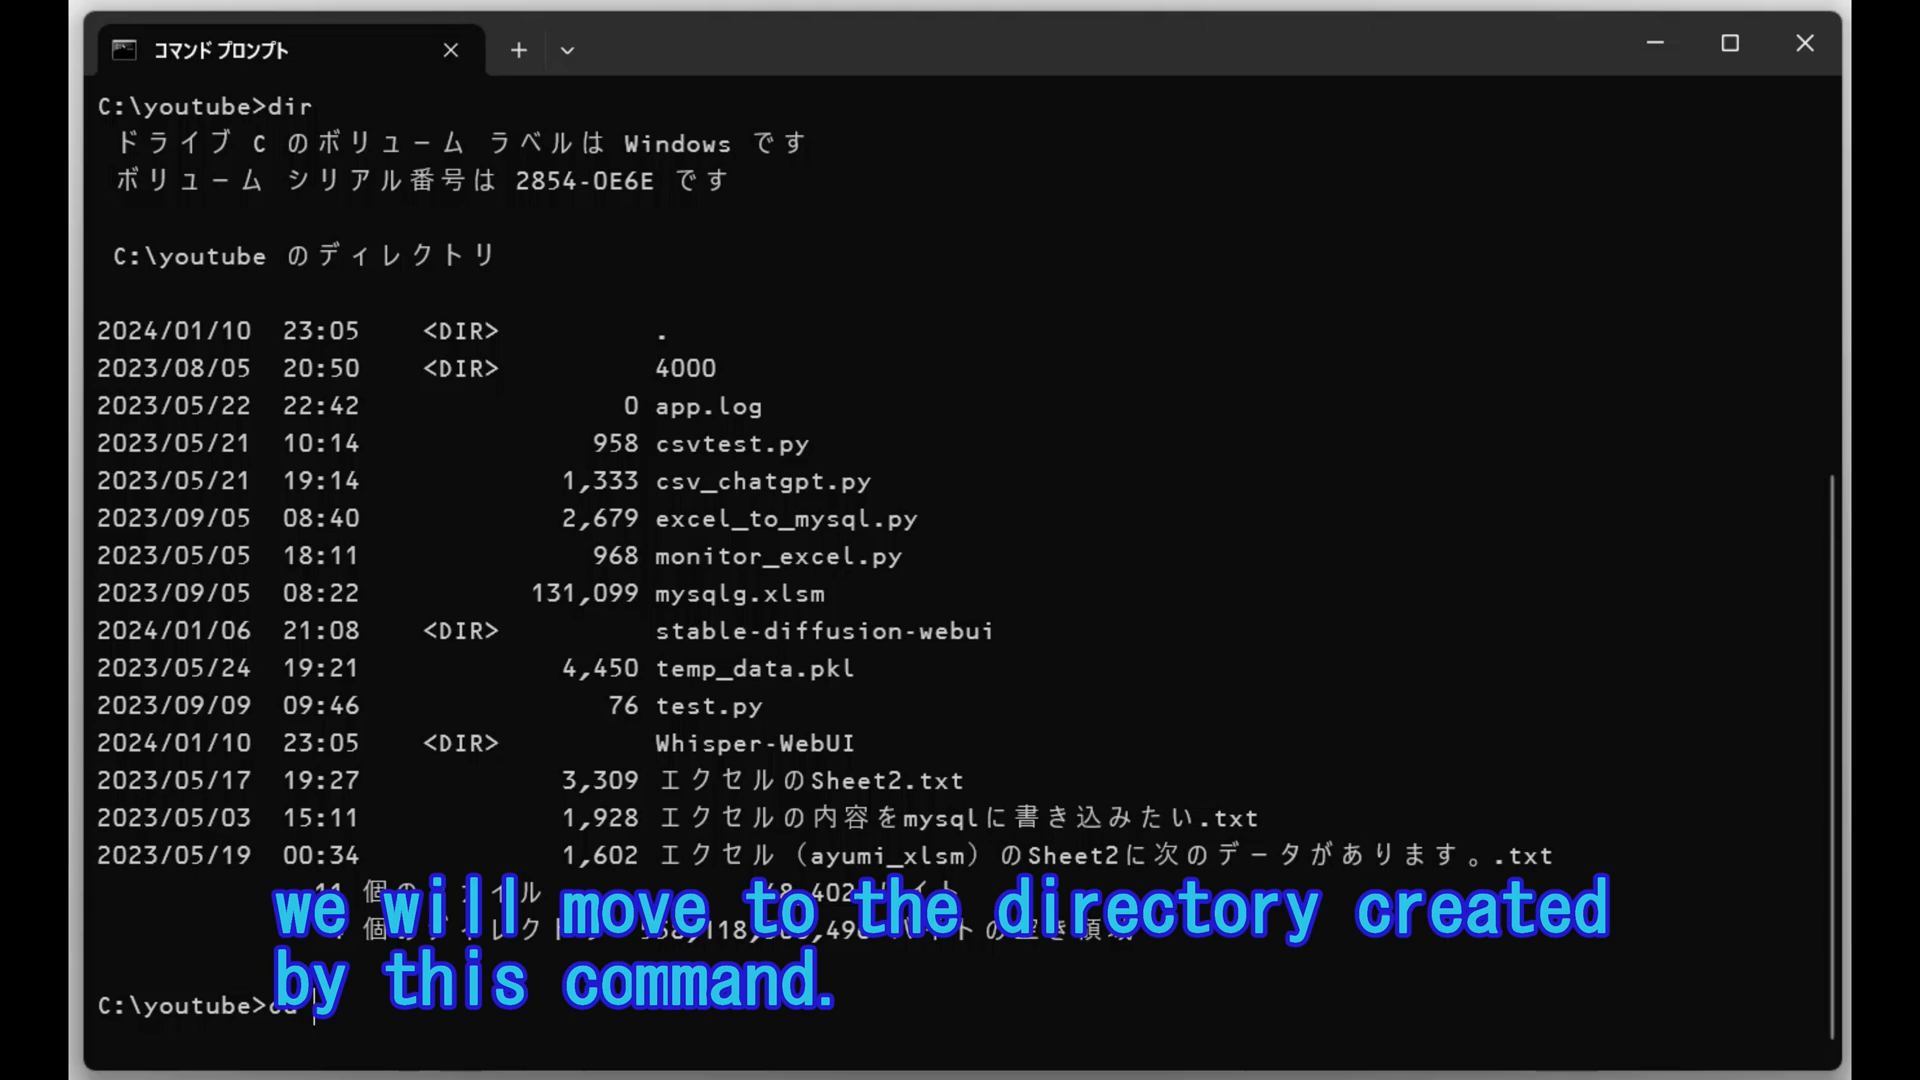 コマンド プロンプト
C:\youtube>dir
ドライブ C のボリューム ラベルは Windows です
ボリューム シリアル番号は 2854-0E6E です
C:\youtube のディレクトリ
2024/01/10 23:05 <DIR> .
2023/08/05 20:50 <DIR> 4000
2023/05/22 22:42 0 app.log
2023/05/21 10:14 958 csvtest.py
2023/05/21 19:14 1,333 csv_chatgpt.py
2023/09/05 08:40 2,679 excel_to_mysql.py
2023/05/05 18:11 968 monitor_excel.py
2023/09/05 08:22 131,099 mysqlg.xlsm
2024/01/06 21:08 <DIR> stable-diffusion-webui
2023/05/24 19:21 4,450 temp_data.pkl
2023/09/09 09:46 76 test.py
2024/01/10 23:05 <DIR> Whisper-WebUI
2023/05/17 19:27 3,309 エクセルのSheet2.txt
2023/05/03 15:11 1,928 エクセルの内容をmysqlに書き込みたい.txt
2023/05/19 00:34 1,602 エクセル（ayumi_xlsm）のSheet2に次のデータがあります。.txt
we will move to the directory created
by this command.
C:\youtube>